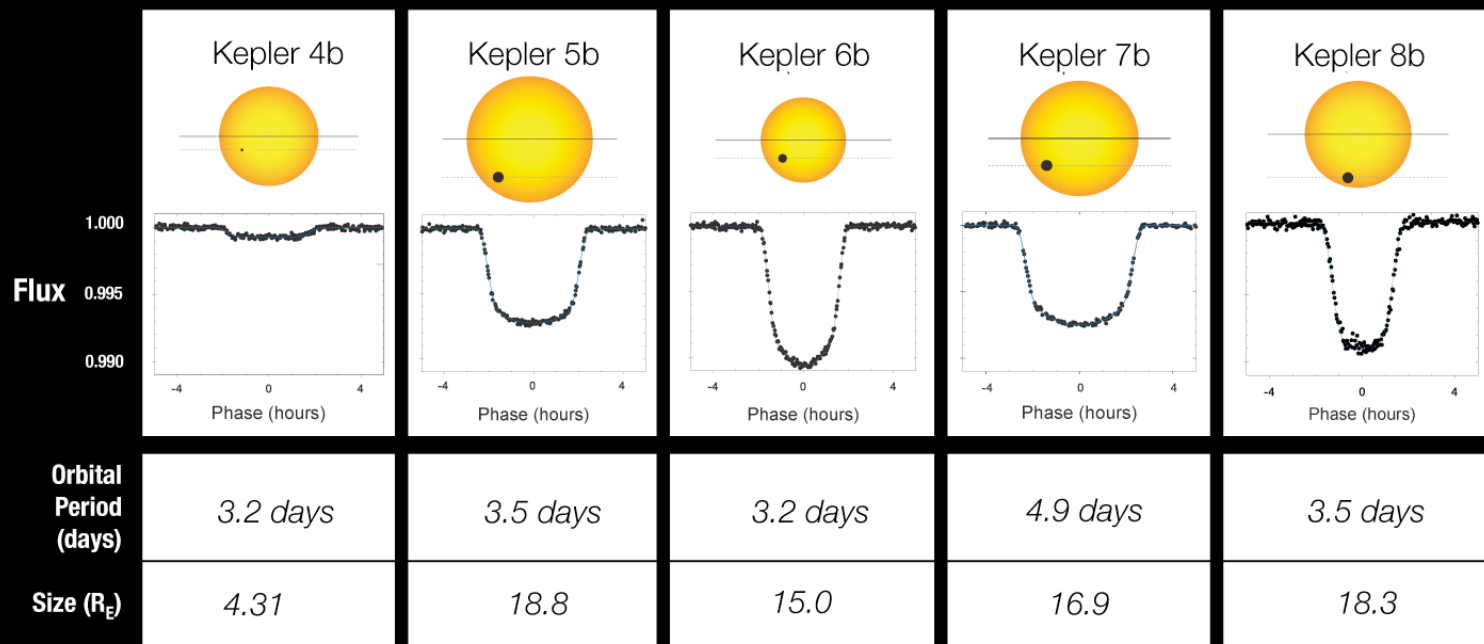 Kepler 4b
Kepler 5b
Kepler 6b
Kepler 7b
Kepler 8b
Flux
1.000
0.995
0.990
-4 0 4
Phase (hours)
-4 0 4
Phase (hours)
-4 0 4
Phase (hours)
-4 0 4
Phase (hours)
-4 0 4
Phase (hours)
Orbital
Period
(days)
3.2 days
3.5 days
3.2 days
4.9 days
3.5 days
Size (RE)
4.31
18.8
15.0
16.9
18.3